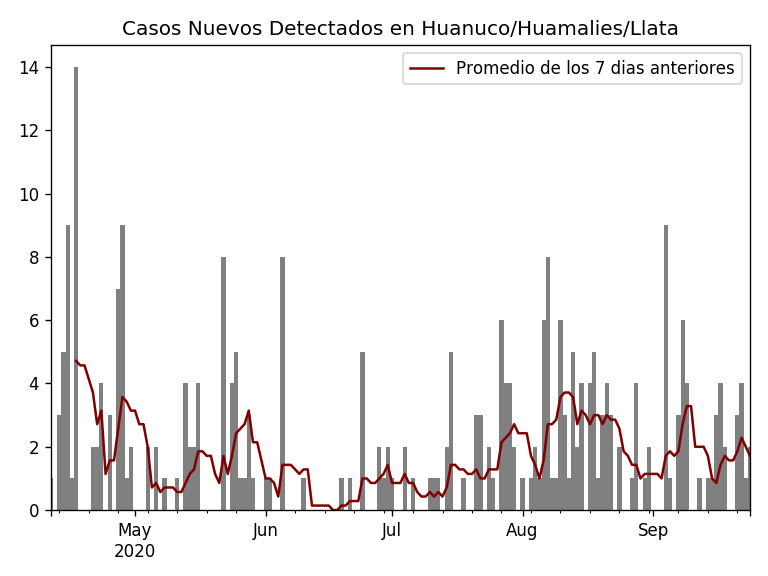 Casos Nuevos Detectados en Huanuco/Huamalies/Llata
Promedio de los 7 dias anteriores
14
12
10
8
6
4
2
0
May
2020
Jun
Jul
Aug
Sep